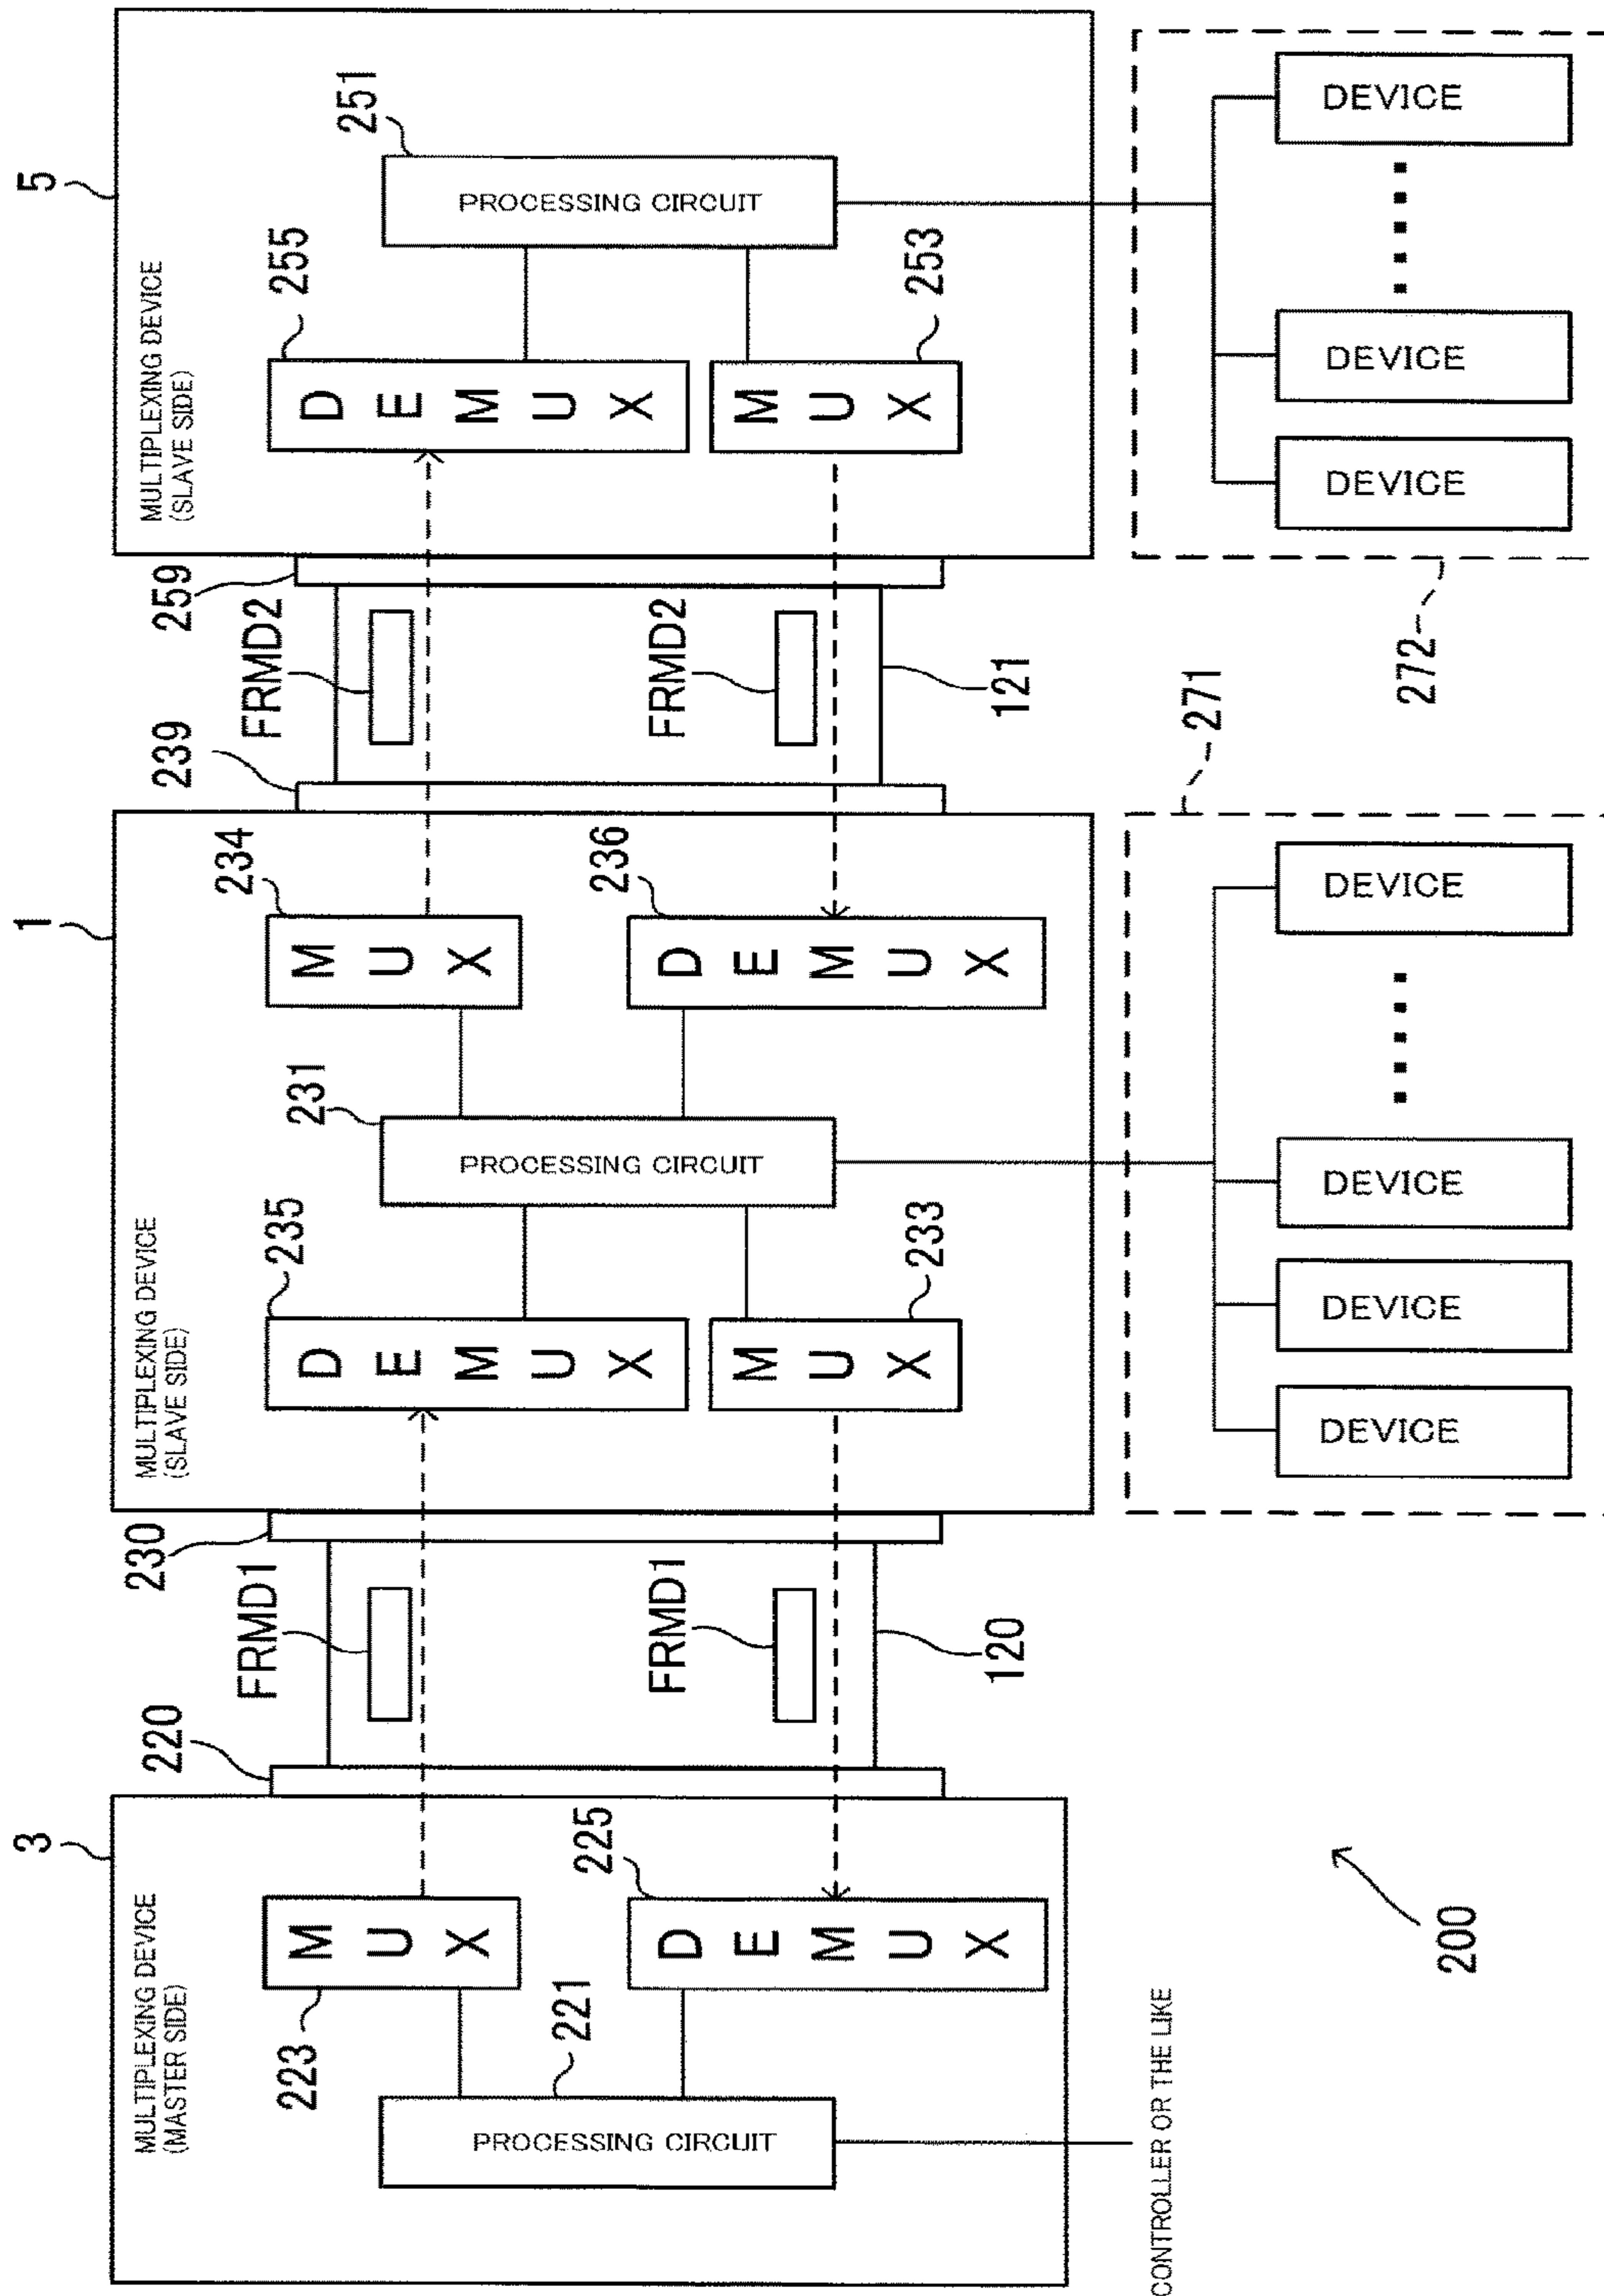 3
MULTIPLEXING DEVICE
(MASTER SIDE)
223
MUX
221
PROCESSING CIRCUIT
225
DEMUX
CONTROLLER OR THE LIKE
220
FRMD1
FRMD1
120
230
1
MULTIPLEXING DEVICE
(SLAVE SIDE)
235
DEMUX
233
MUX
231
PROCESSING CIRCUIT
234
MUX
236
DEMUX
239
FRMD2
FRMD2
121
259
5
MULTIPLEXING DEVICE
(SLAVE SIDE)
255
DEMUX
253
MUX
251
PROCESSING CIRCUIT
271
DEVICE
DEVICE
DEVICE
DEVICE
272
DEVICE
DEVICE
DEVICE
200